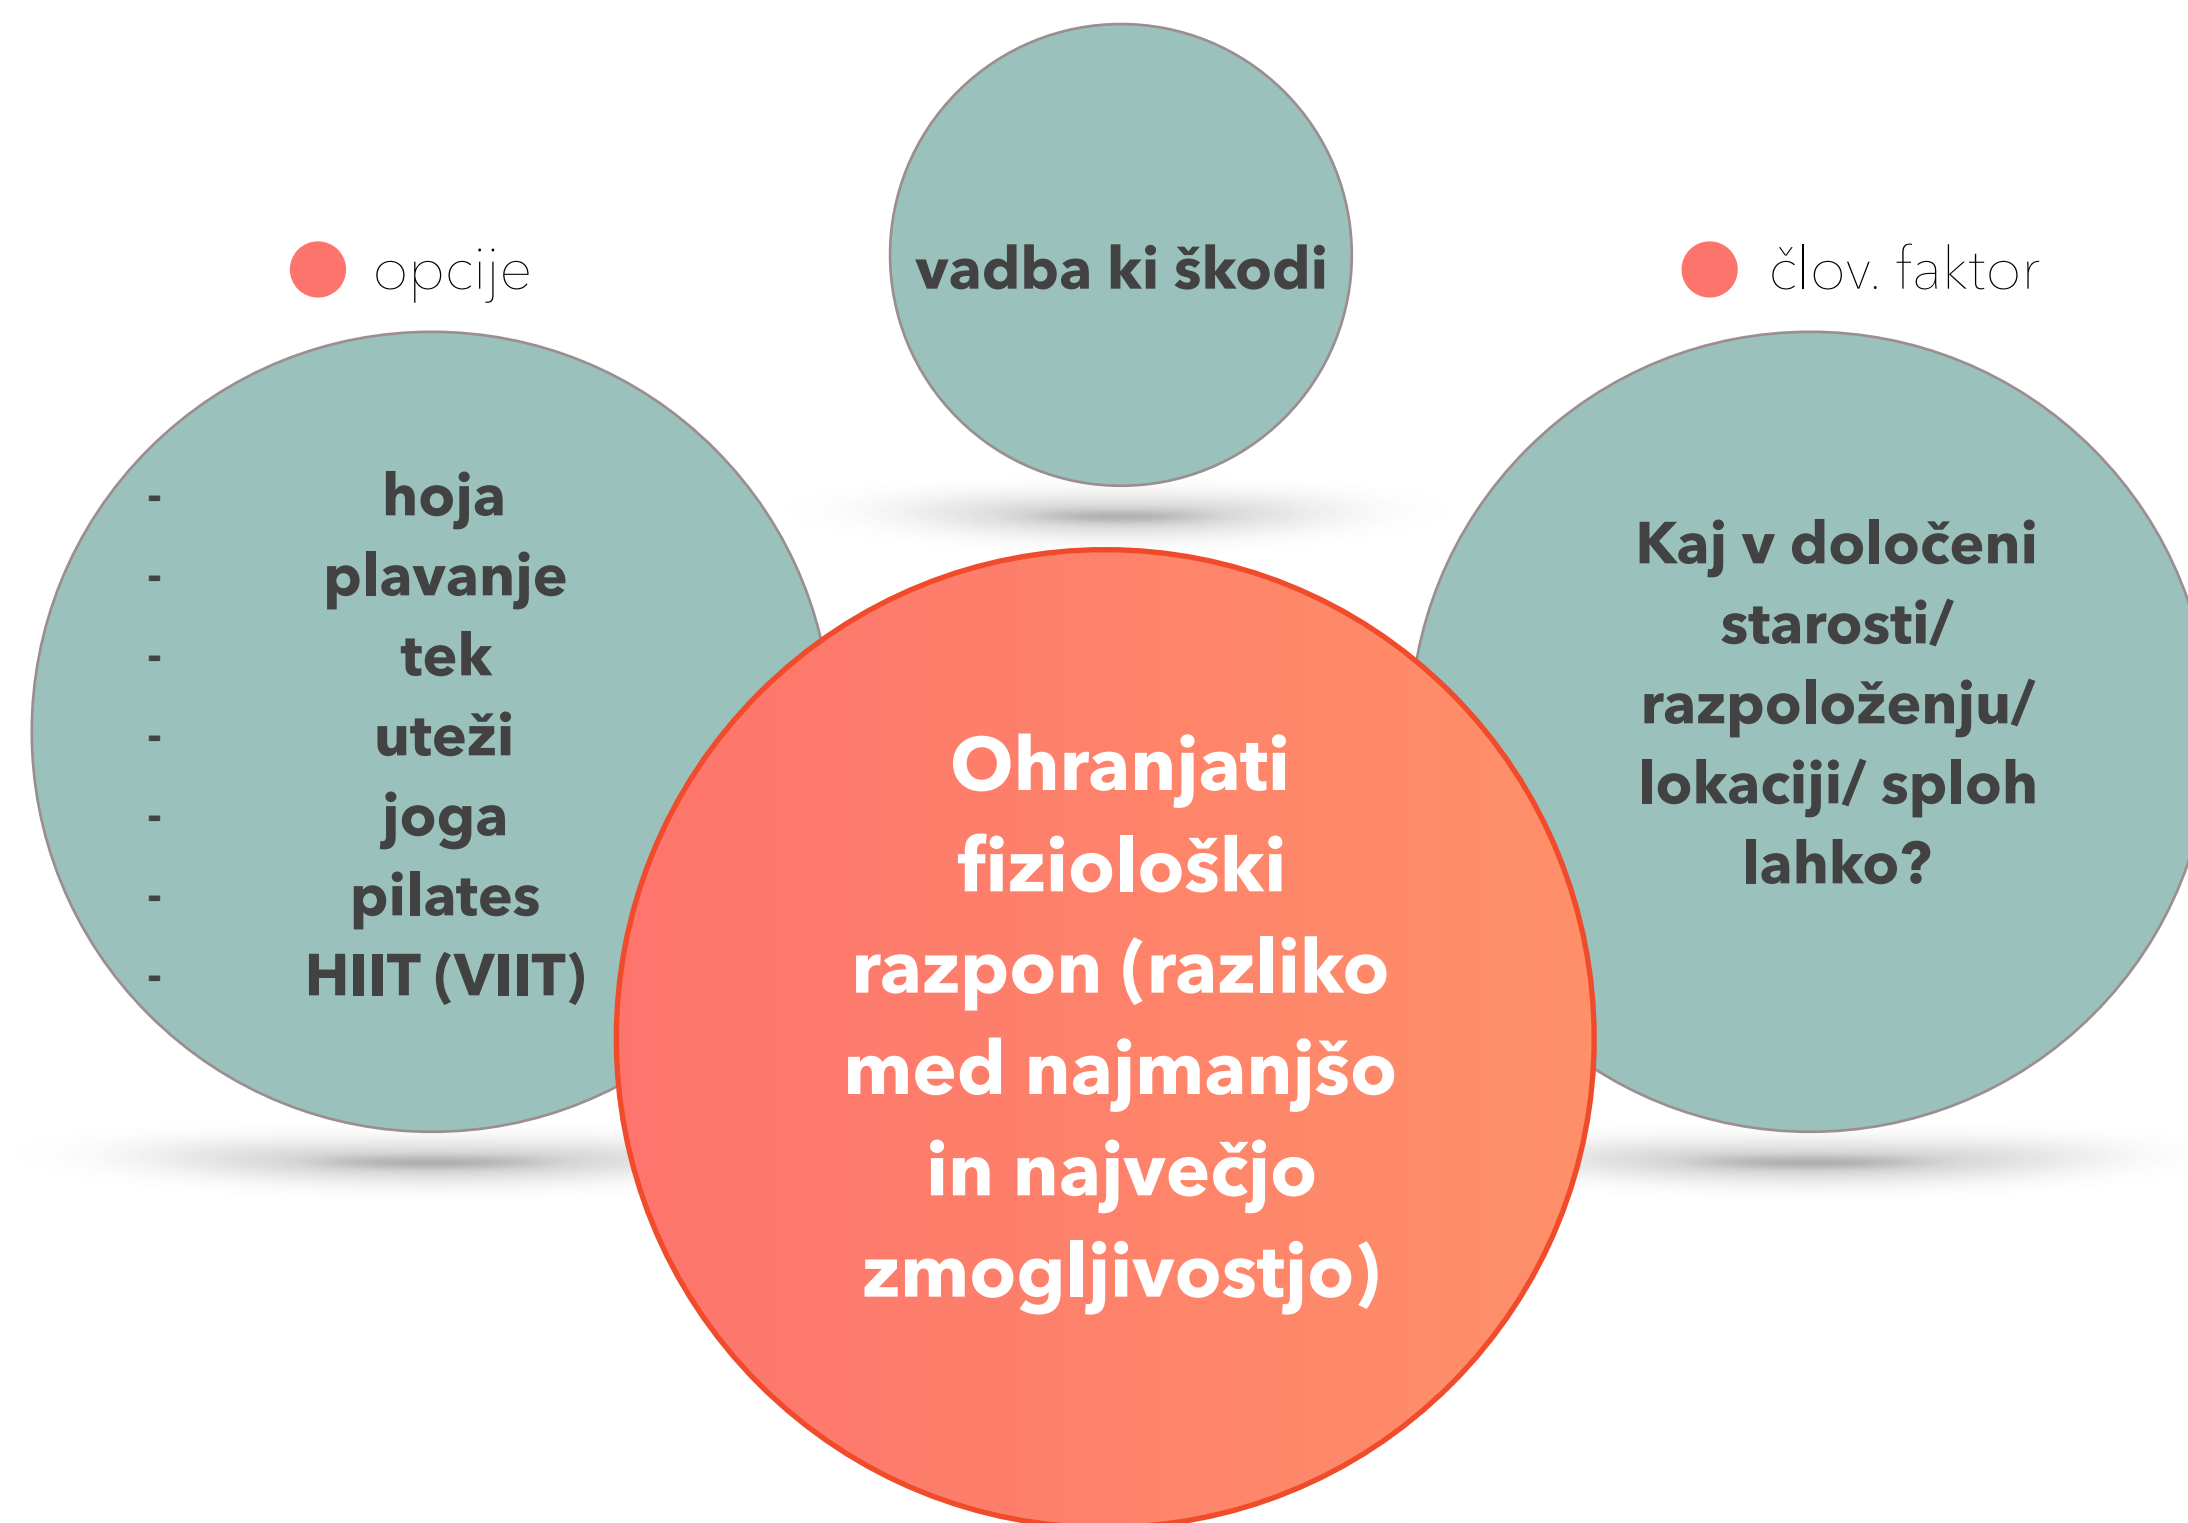 vadba ki škodi
opcije
- hoja
- plavanje
- tek
- uteži
- joga
- pilates
- HIIT (VIIT)
člov. faktor
Kaj v določeni
starosti/
razpoloženju/
lokaciji/ sploh
lahko?
Ohranjati
fiziološki
razpon (razliko
med najmanjšo
in največjo
zmogljivostjo)